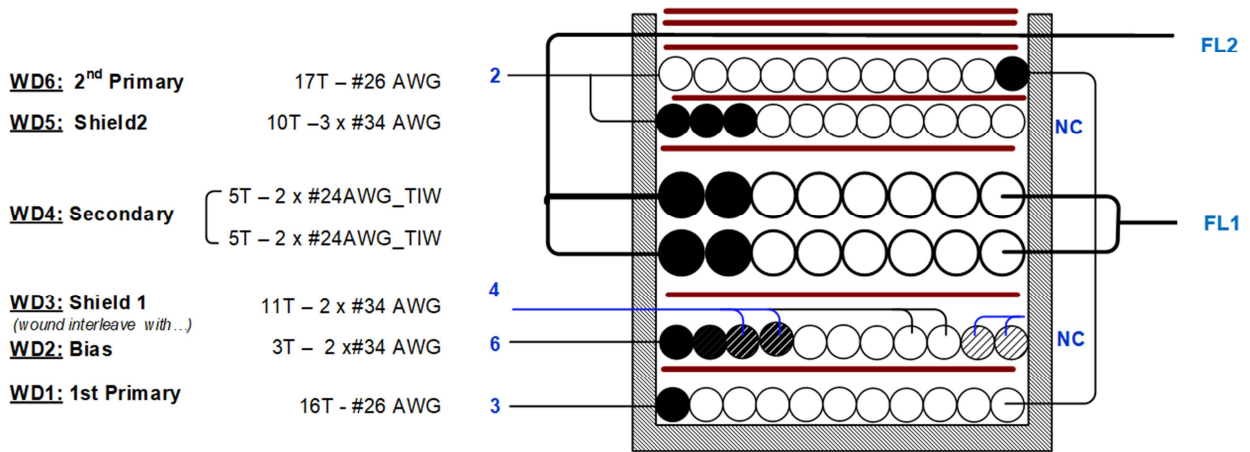 FL2
WD6: 2nd Primary 17T – #26 AWG 2
WD5: Shield2 10T –3 x #34 AWG NC
5T – 2 x #24AWG_TIW
WD4: Secondary FL1
5T – 2 x #24AWG_TIW
4
WD3: Shield 1 11T – 2 x #34 AWG
(wound interleave with…)
WD2: Bias 3T – 2 x#34 AWG 6 NC
WD1: 1st Primary
16T - #26 AWG 3